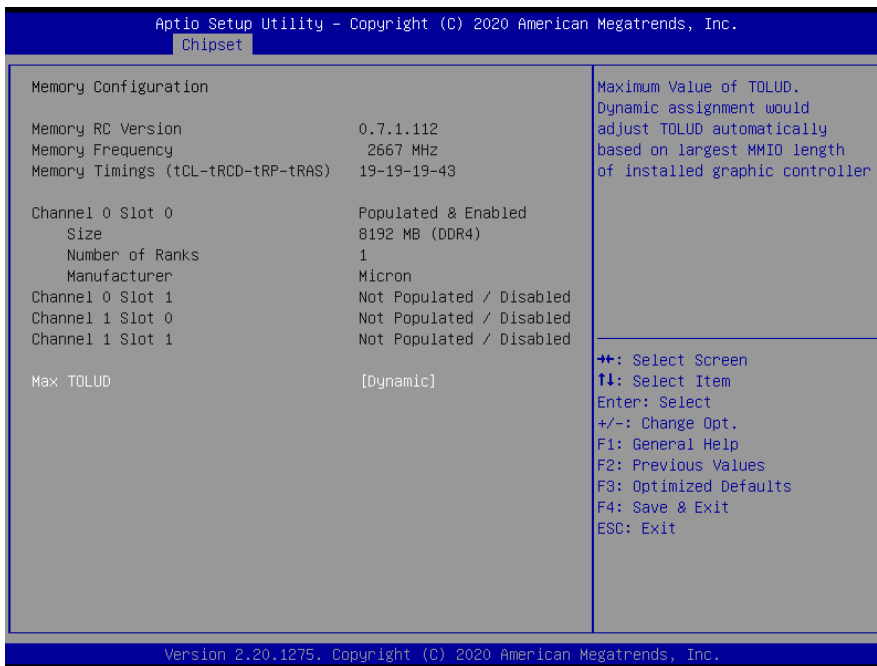 Aptio Setup Utility – Copyright (C) 2020 American Megatrends, Inc.
Chipset
Memory Configuration
Memory RC Version 0.7.1.112
Memory Frequency 2667 MHz
Memory Timings (tCL-tRCD-tRP-tRAS) 19-19-19-43
Channel 0 Slot 0 Populated & Enabled
Size 8192 MB (DDR4)
Number of Ranks 1
Manufacturer Micron
Channel 0 Slot 1 Not Populated / Disabled
Channel 1 Slot 0 Not Populated / Disabled
Channel 1 Slot 1 Not Populated / Disabled
Max TOLUD [Dynamic]
Maximum Value of TOLUD.
Dynamic assignment would
adjust TOLUD automatically
based on largest MMIO length
of installed graphic controller
→←: Select Screen
↑↓: Select Item
Enter: Select
+/-: Change Opt.
F1: General Help
F2: Previous Values
F3: Optimized Defaults
F4: Save & Exit
ESC: Exit
Version 2.20.1275. Copyright (C) 2020 American Megatrends, Inc.